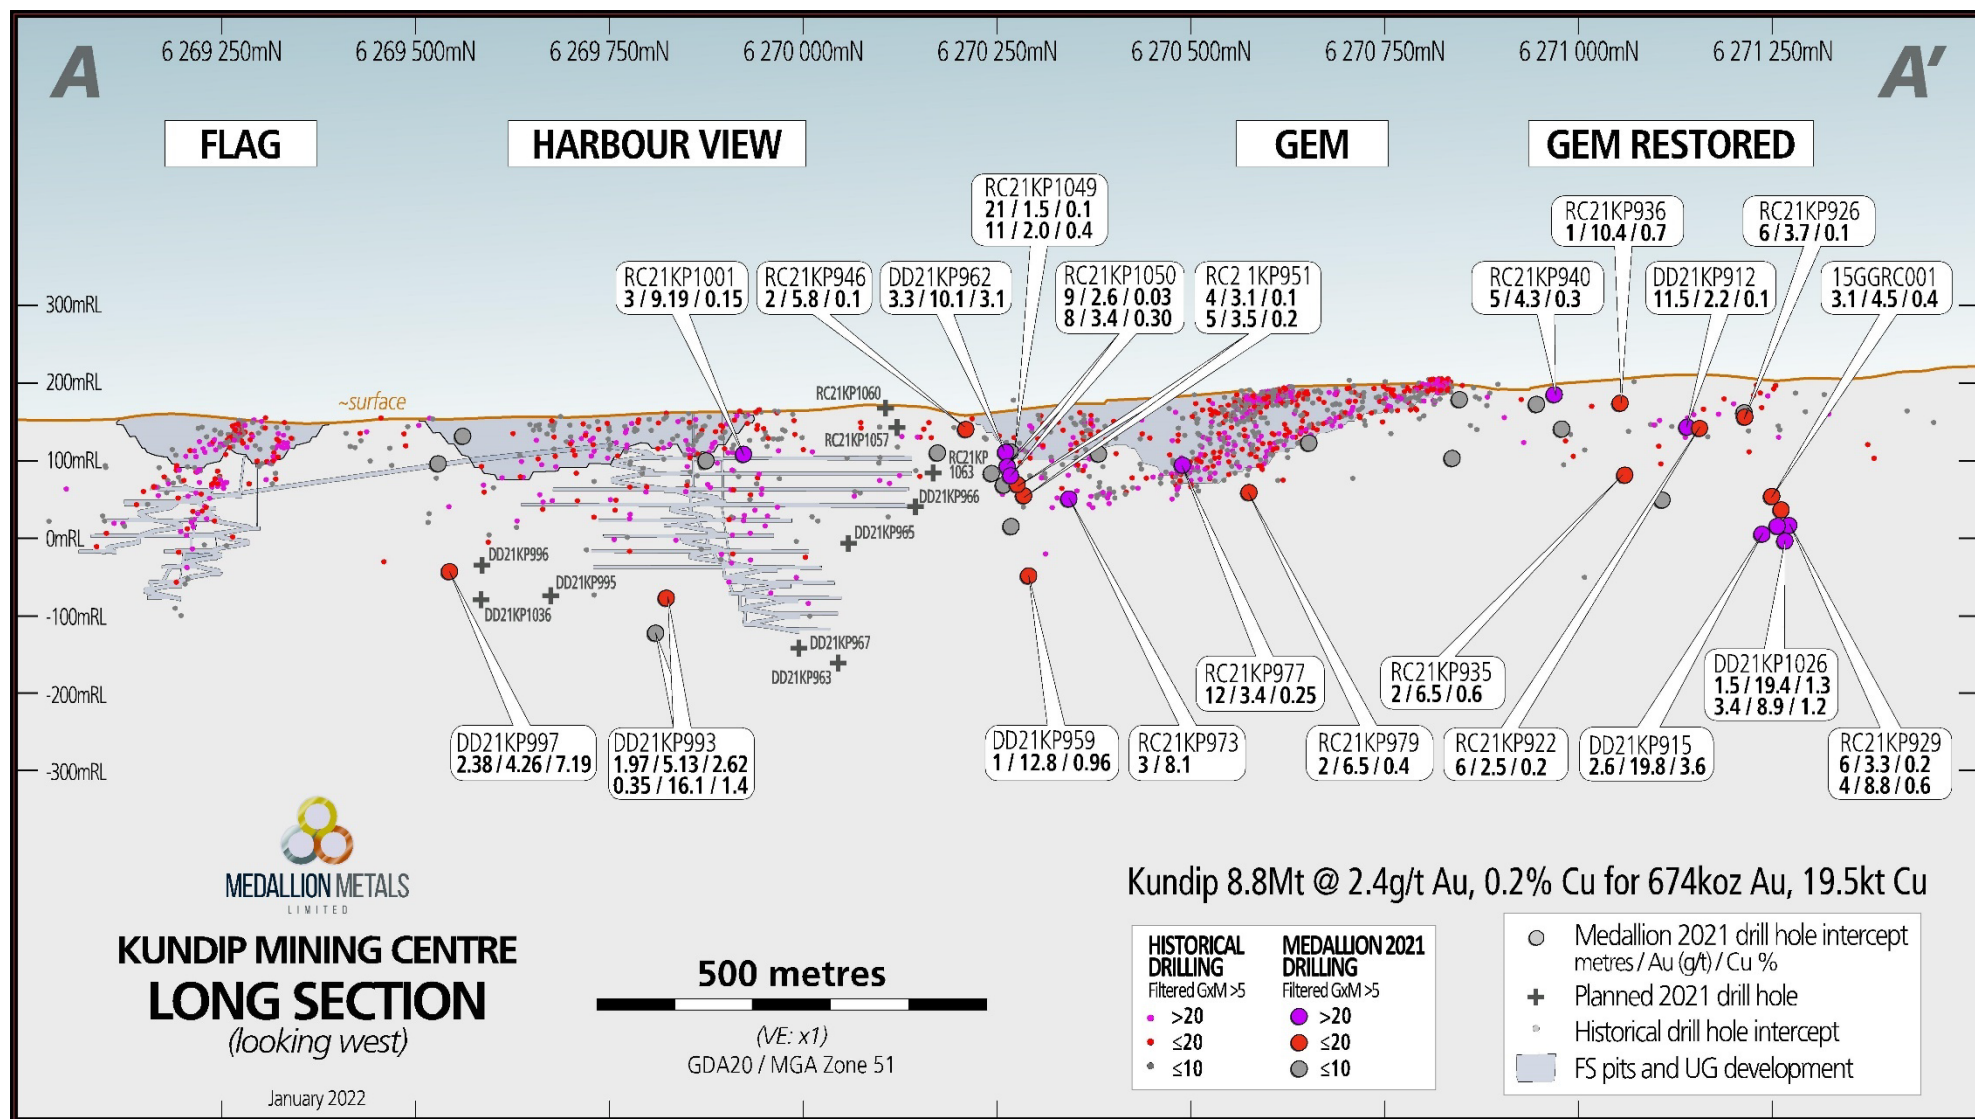 6 269 250mN
6 269 500mN
6 269 750mN
6 270 000mN
6 270 250mN
6 270 500mN
6 270 750mN
6 271 000mN
6 271 250mN
A
A'
FLAG
HARBOUR VIEW
GEM
GEM RESTORED
RC21KP1049
21 / 1.5 / 0.1
11 / 2.0 / 0.4
RC21KP936
1 / 10.4 / 0.7
RC21KP926
6 / 3.7 / 0.1
RC21KP1001
3 / 9.19 / 0.15
RC21KP946
2 / 5.8 / 0.1
DD21KP962
3.3 / 10.1 / 3.1
RC21KP1050
9 / 2.6 / 0.03
8 / 3.4 / 0.30
RC2 1KP951
4 / 3.1 / 0.1
5 / 3.5 / 0.2
RC21KP940
5 / 4.3 / 0.3
DD21KP912
11.5 / 2.2 / 0.1
15GGRC001
3.1 / 4.5 / 0.4
300mRL
200mRL
100mRL
0mRL
-100mRL
-200mRL
-300mRL
~surface
RC21KP1060
RC21KP1057
RC21KP
1063
DD21KP966
DD21KP965
DD21KP996
DD21KP995
DD21KP1036
DD21KP967
DD21KP963
RC21KP977
12 / 3.4 / 0.25
RC21KP935
2 / 6.5 / 0.6
DD21KP1026
1.5 / 19.4 / 1.3
3.4 / 8.9 / 1.2
DD21KP997
2.38 / 4.26 / 7.19
DD21KP993
1.97 / 5.13 / 2.62
0.35 / 16.1 / 1.4
DD21KP959
1 / 12.8 / 0.96
RC21KP973
3 / 8.1
RC21KP979
2 / 6.5 / 0.4
RC21KP922
6 / 2.5 / 0.2
DD21KP915
2.6 / 19.8 / 3.6
RC21KP929
6 / 3.3 / 0.2
4 / 8.8 / 0.6
MEDALLION METALS
LIMITED
KUNDIP MINING CENTRE
LONG SECTION
(looking west)
January 2022
500 metres
(VE: x1)
GDA20 / MGA Zone 51
Kundip 8.8Mt @ 2.4g/t Au, 0.2% Cu for 674koz Au, 19.5kt Cu
HISTORICAL
DRILLING
Filtered GxM >5
>20
≤20
≤10
MEDALLION 2021
DRILLING
Filtered GxM >5
>20
≤20
≤10
Medallion 2021 drill hole intercept
metres / Au (g/t) / Cu %
Planned 2021 drill hole
Historical drill hole intercept
FS pits and UG development